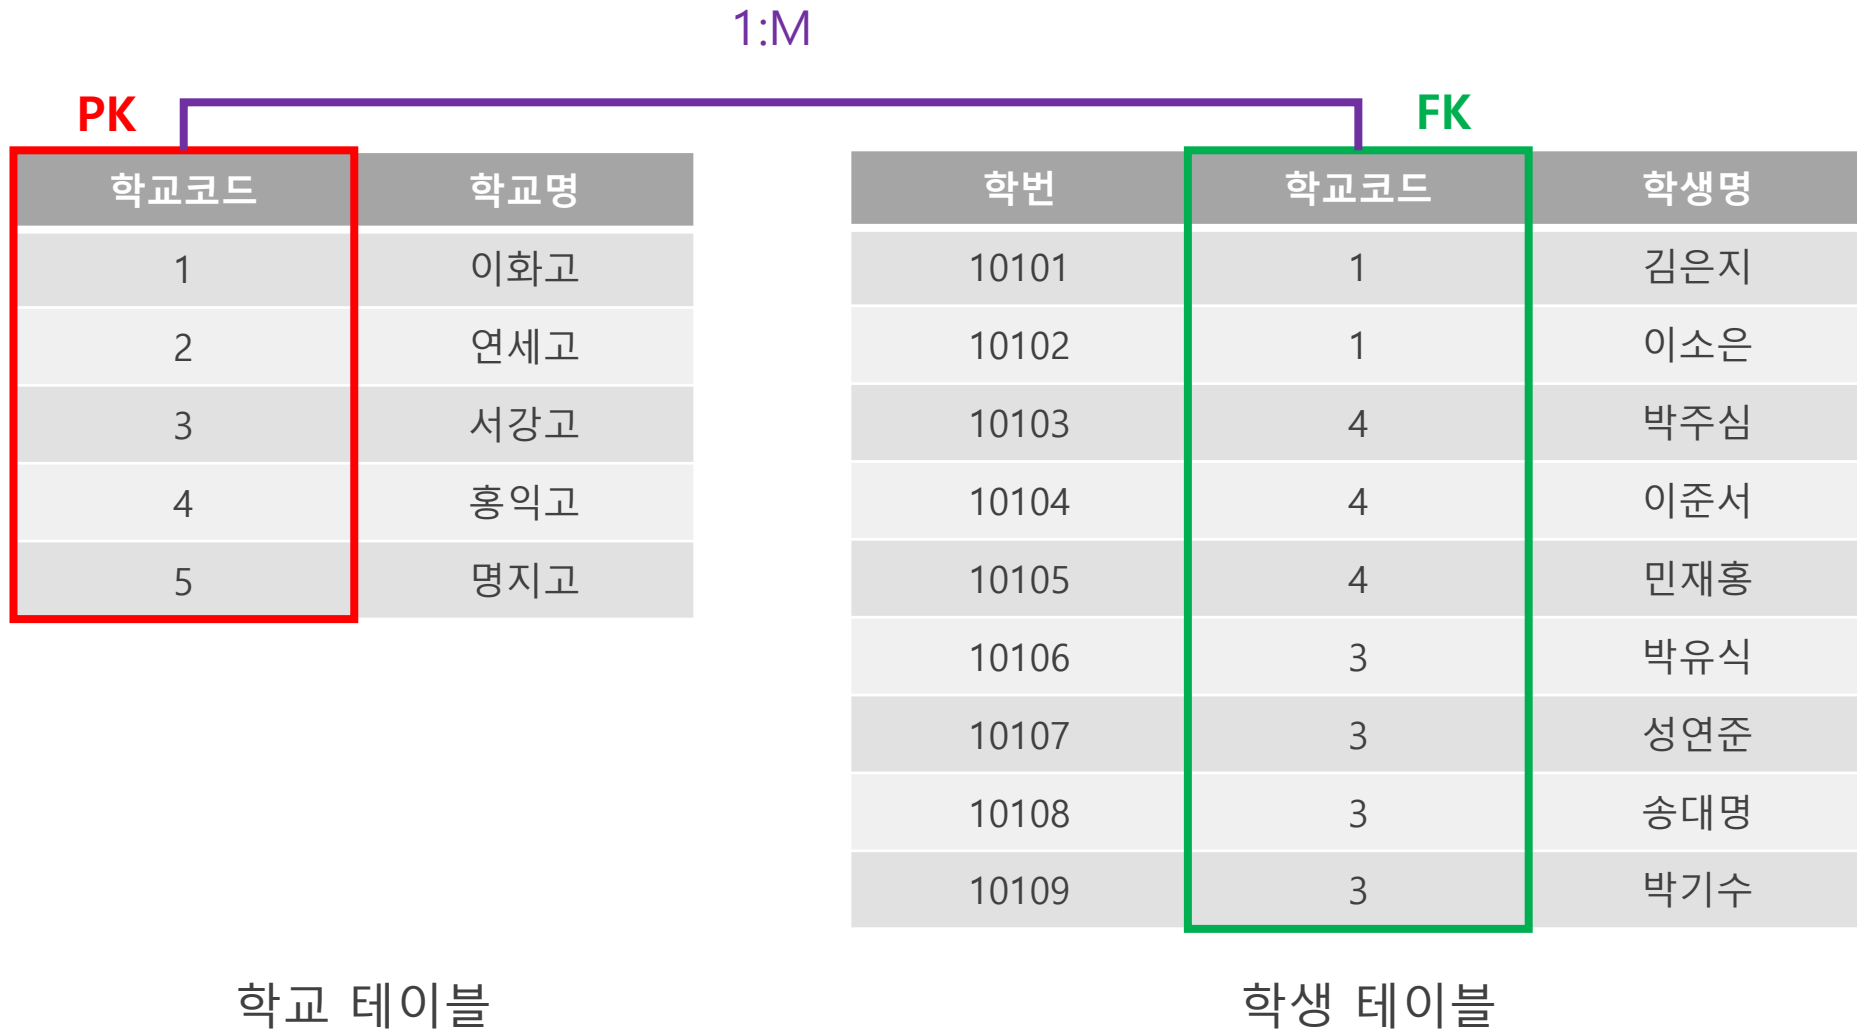 1:M
PK
FK
학교코드 학교명
1 이화고
2 연세고
3 서강고
4 홍익고
5 명지고
학교 테이블
학번 학교코드 학생명
10101 1 김은지
10102 1 이소은
10103 4 박주심
10104 4 이준서
10105 4 민재홍
10106 3 박유식
10107 3 성연준
10108 3 송대명
10109 3 박기수
학생 테이블